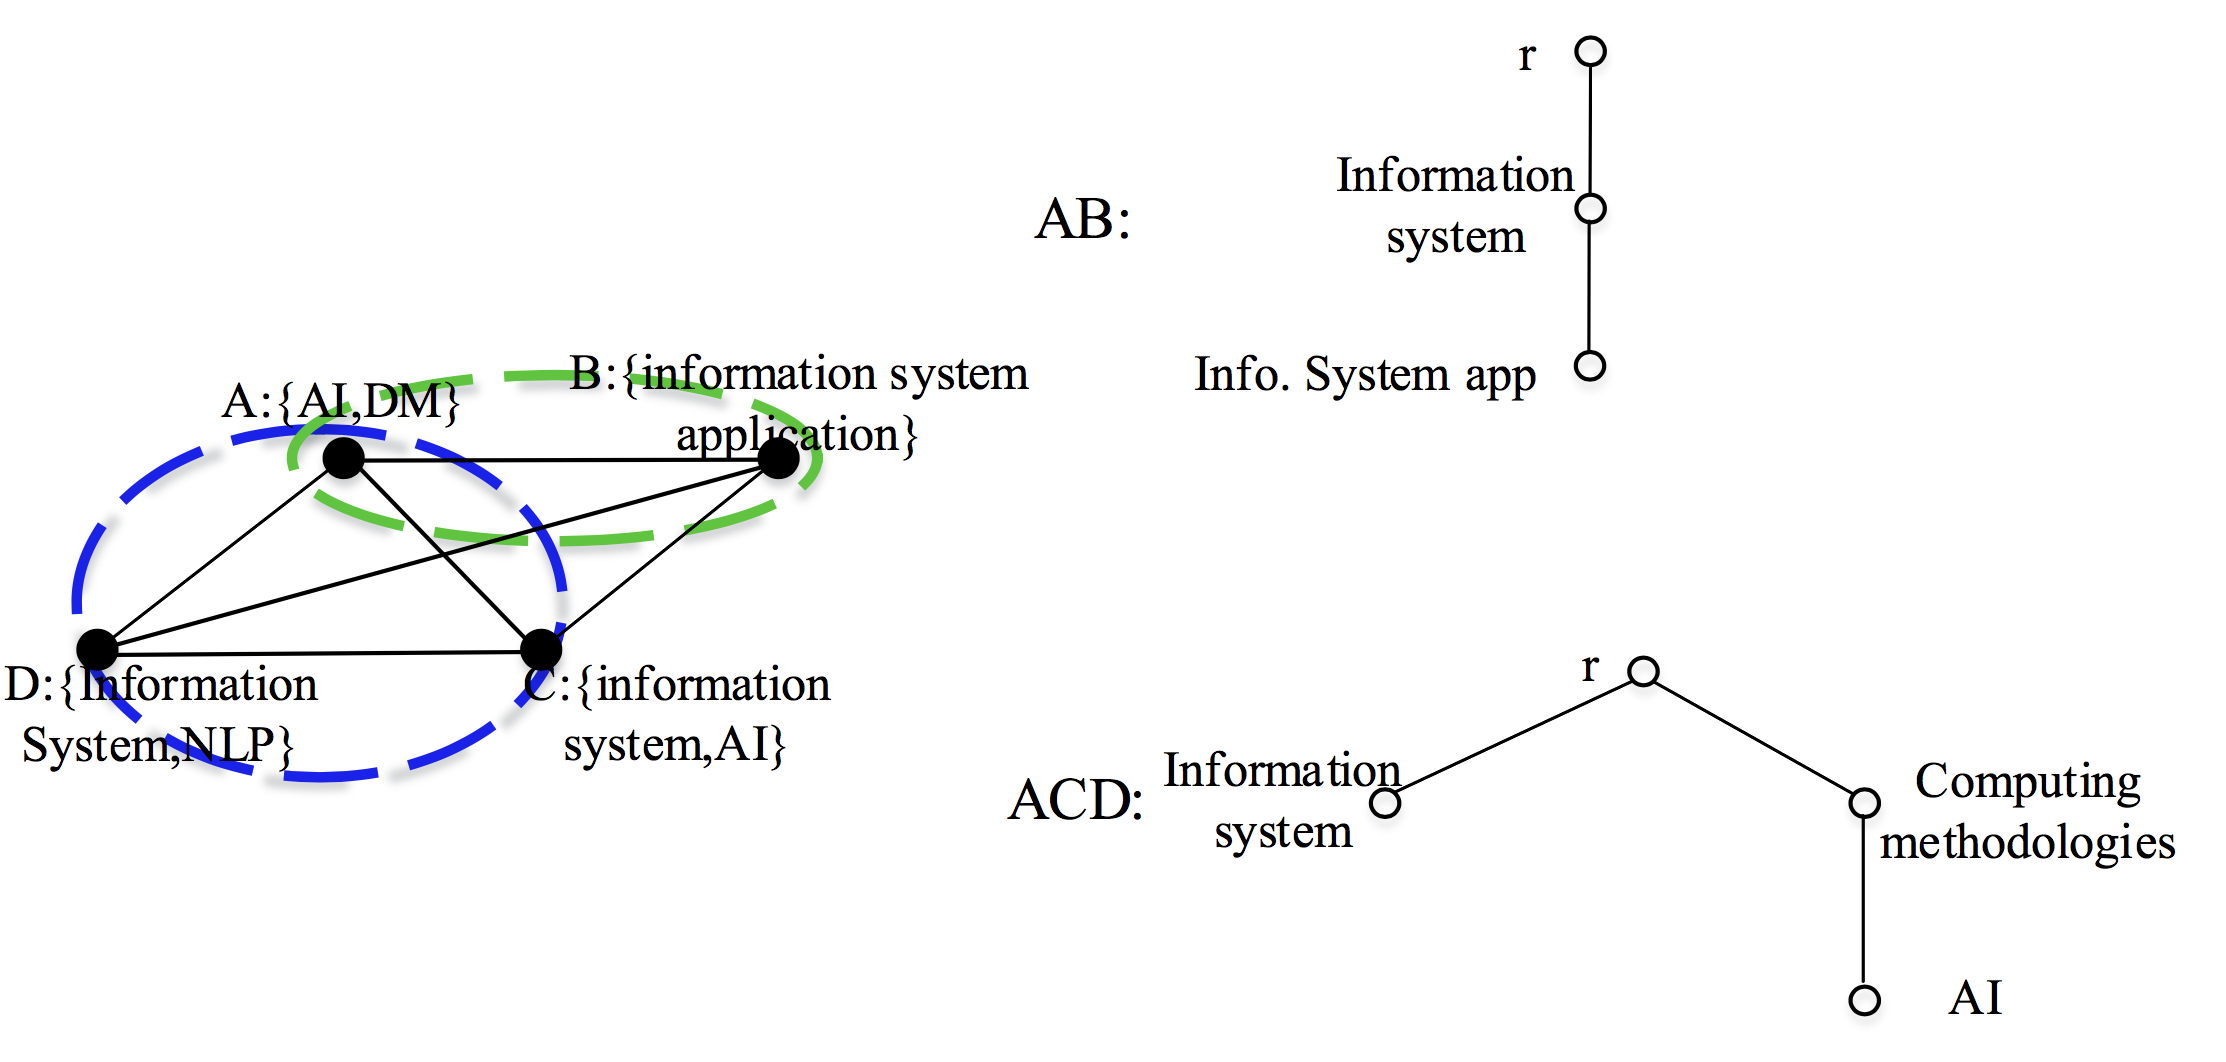 r
Information
system
AB:
Info. System app
A:{AI,DM}
B:{information system
application}
D:{Information
System,NLP}
C:{information
system,AI}
r
ACD:
Information
system
Computing
methodologies
AI